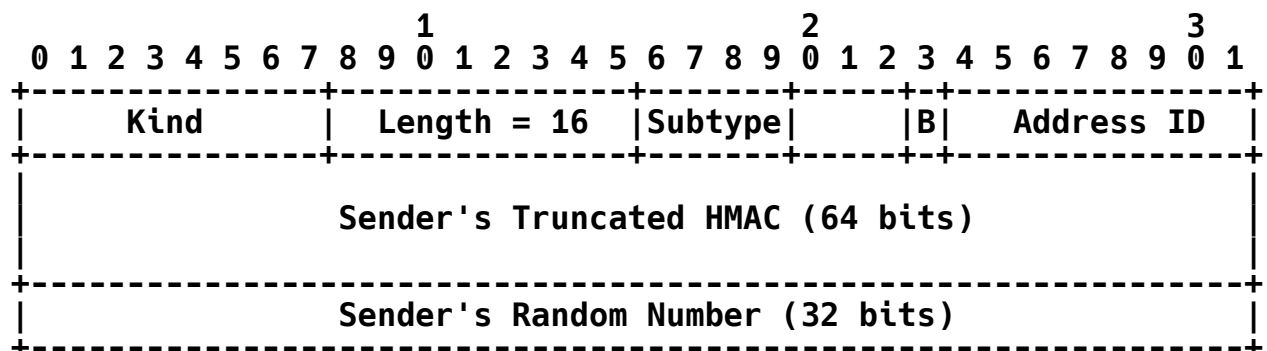 1                   2                   3
 0 1 2 3 4 5 6 7 8 9 0 1 2 3 4 5 6 7 8 9 0 1 2 3 4 5 6 7 8 9 0 1
+---------------+---------------+-------+-----+-+---------------+
|     Kind      |  Length = 16  |Subtype|     |B|   Address ID  |
+---------------+---------------+-------+-----+-+---------------+
|                                                               |
|                Sender's Truncated HMAC (64 bits)              |
|                                                               |
+---------------------------------------------------------------+
|                Sender's Random Number (32 bits)               |
+---------------------------------------------------------------+